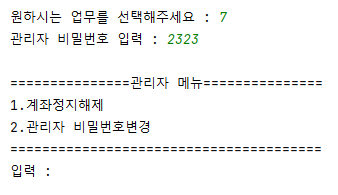 원하시는 업무를 선택해주세요 : 7
관리자 비밀번호 입력 : 2323
===============관리자 메뉴===============
1.계좌정지해제
2.관리자 비밀번호변경
=======================================
입력 :